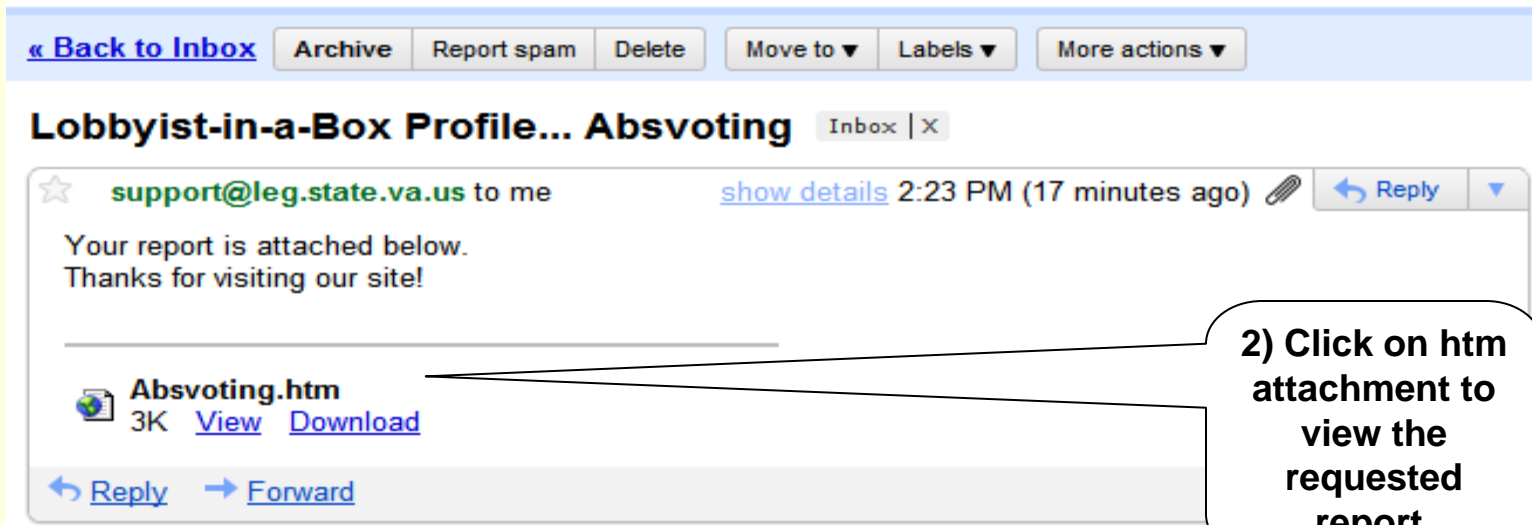 « Back to Inbox Archive Report spam Delete Move to ▼ Labels ▼ More actions ▼
Lobbyist-in-a-Box Profile... Absvoting Inbox | X
support@leg.state.va.us to me show details 2:23 PM (17 minutes ago) Reply ▼
Your report is attached below.
Thanks for visiting our site!
Absvoting.htm
3K View Download
Reply Forward
2) Click on htm
attachment to
view the
requested
report